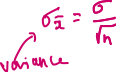 σx̄ = σ/√n
variance